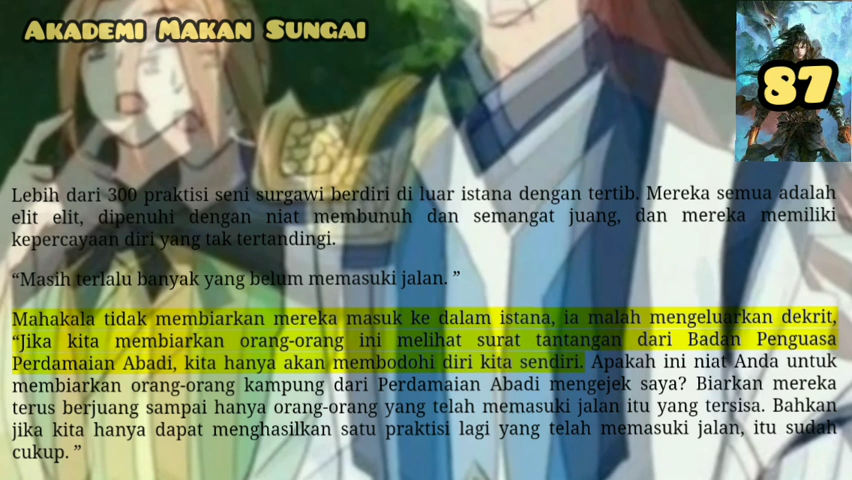 Akademi Makan Sungai
87
Lebih dari 300 praktisi seni surgawi berdiri di luar istana dengan tertib. Mereka semua adalah
elit elit, dipenuhi dengan niat membunuh dan semangat juang, dan mereka memiliki
kepercayaan diri yang tak tertandingi.
“Masih terlalu banyak yang belum memasuki jalan. ”
Mahakala tidak membiarkan mereka masuk ke dalam istana, ia malah mengeluarkan dekrit,
“Jika kita membiarkan orang-orang ini melihat surat tantangan dari Badan Penguasa
Perdamaian Abadi, kita hanya akan membodohi diri kita sendiri. Apakah ini niat Anda untuk
membiarkan orang-orang kampung dari Perdamaian Abadi mengejek saya? Biarkan mereka
terus berjuang sampai hanya orang-orang yang telah memasuki jalan itu yang tersisa. Bahkan
jika kita hanya dapat menghasilkan satu praktisi lagi yang telah memasuki jalan, itu sudah
cukup. ”